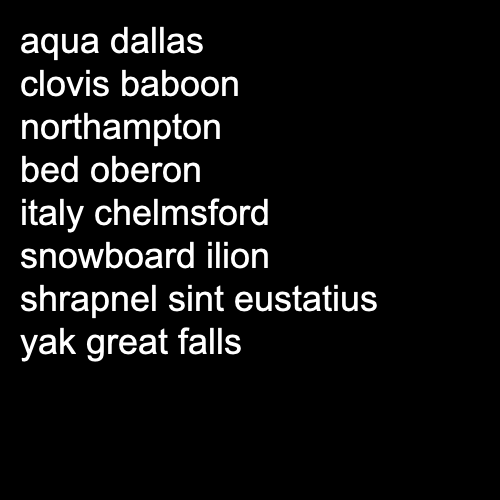 aqua dallas
clovis baboon
northampton
bed oberon
italy chelmsford
snowboard ilion
shrapnel sint eustatius
yak great falls